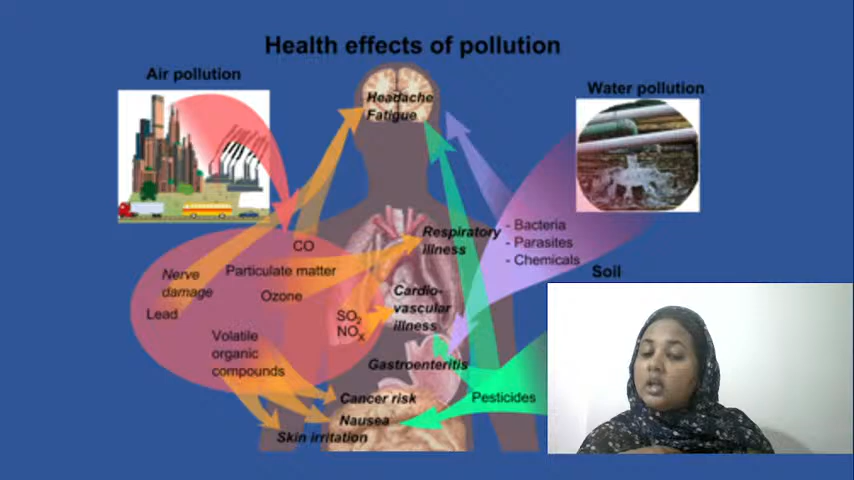 Health effects of pollution
Air pollution
Water pollution
Headache
Fatigue
CO
Nerve
damage
Particulate matter
Ozone
Lead
SO2
NOX
Volatile
organic
compounds
Respiratory
illness
Cardio-
vascular
illness
Gastroenteritis
Cancer risk
Nausea
Skin irritation
- Bacteria
- Parasites
- Chemicals
Soil
Pesticides